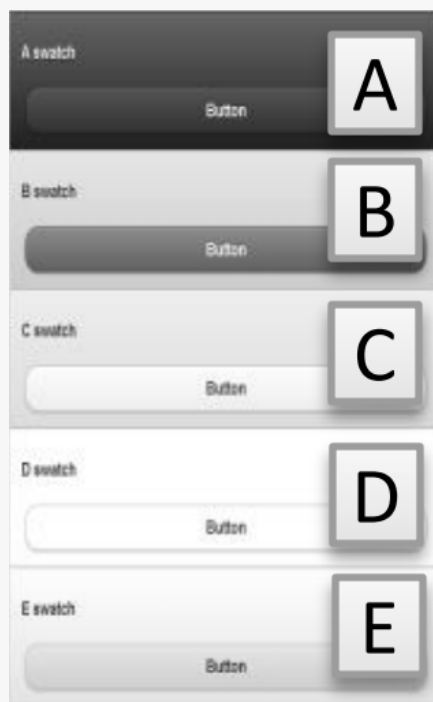 A swatch
A
Button
B swatch
B
Button
C swatch
C
Button
D swatch
D
Button
E swatch
E
Button